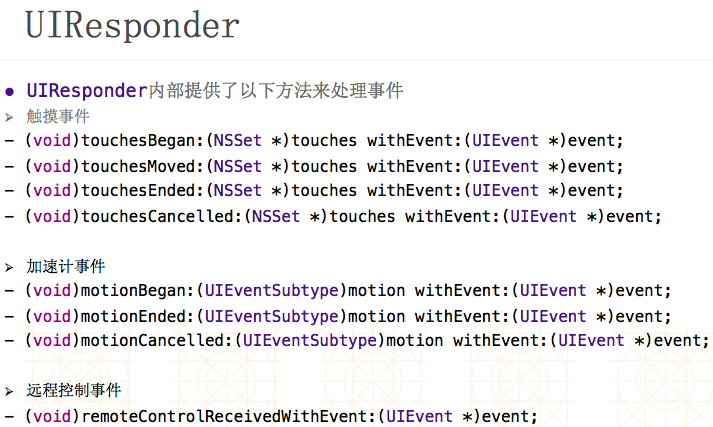 UIResponder
● UIResponder内部提供了以下方法来处理事件
➢ 触摸事件
- (void)touchesBegan:(NSSet *)touches withEvent:(UIEvent *)event;
- (void)touchesMoved:(NSSet *)touches withEvent:(UIEvent *)event;
- (void)touchesEnded:(NSSet *)touches withEvent:(UIEvent *)event;
- (void)touchesCancelled:(NSSet *)touches withEvent:(UIEvent *)event;
➢ 加速计事件
- (void)motionBegan:(UIEventSubtype)motion withEvent:(UIEvent *)event;
- (void)motionEnded:(UIEventSubtype)motion withEvent:(UIEvent *)event;
- (void)motionCancelled:(UIEventSubtype)motion withEvent:(UIEvent *)event;
➢ 远程控制事件
- (void)remoteControlReceivedWithEvent:(UIEvent *)event;